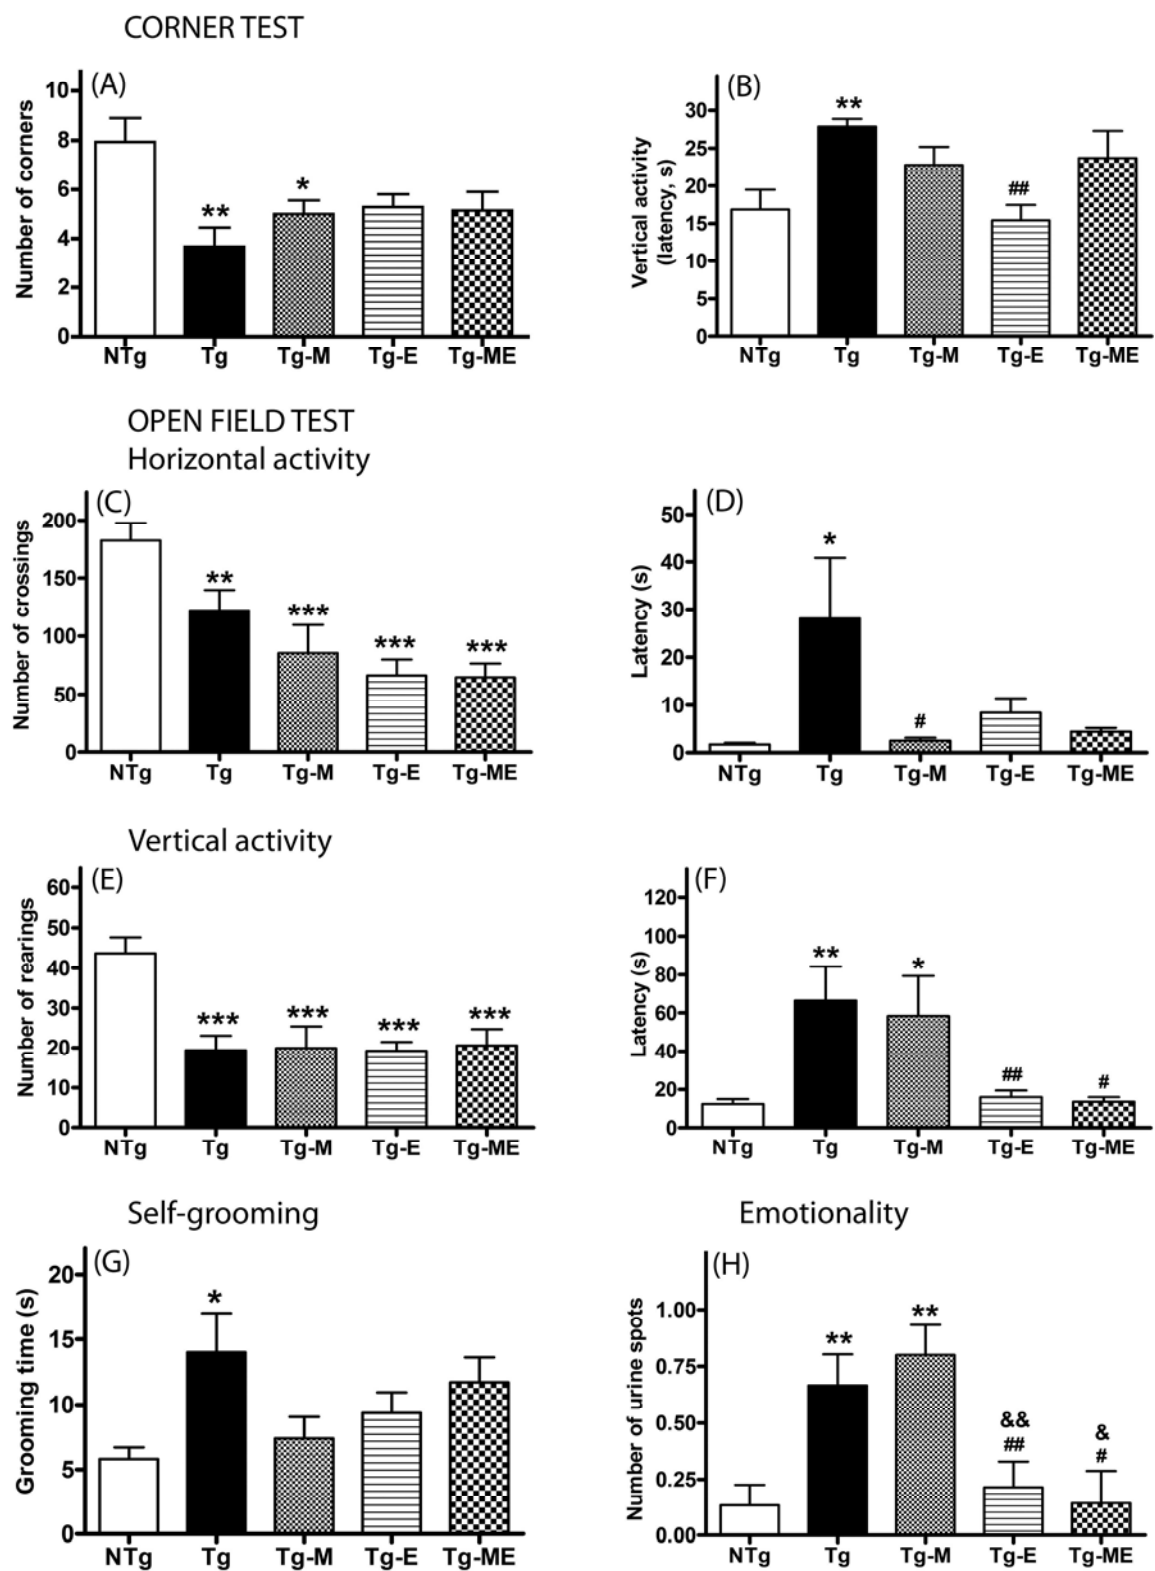 CORNER TEST
(A)
Number of corners
10
8
6
4
2
0
**
*
NTg Tg Tg-M Tg-E Tg-ME
(B)
Vertical activity
(latency, s)
30
25
20
15
10
5
0
**
##
NTg Tg Tg-M Tg-E Tg-ME
OPEN FIELD TEST
Horizontal activity
(C)
Number of crossings
200
150
100
50
0
**
***
***
***
NTg Tg Tg-M Tg-E Tg-ME
(D)
Latency (s)
50
40
30
20
10
0
*
#
NTg Tg Tg-M Tg-E Tg-ME
Vertical activity
(E)
Number of rearings
60
50
40
30
20
10
0
***
***
***
***
NTg Tg Tg-M Tg-E Tg-ME
(F)
Latency (s)
120
100
80
60
40
20
0
**
*
##
#
NTg Tg Tg-M Tg-E Tg-ME
Self-grooming
(G)
Grooming time (s)
20
15
10
5
0
*
NTg Tg Tg-M Tg-E Tg-ME
Emotionality
(H)
Number of urine spots
1.00
0.75
0.50
0.25
0.00
**
**
&&
##
&
#
NTg Tg Tg-M Tg-E Tg-ME